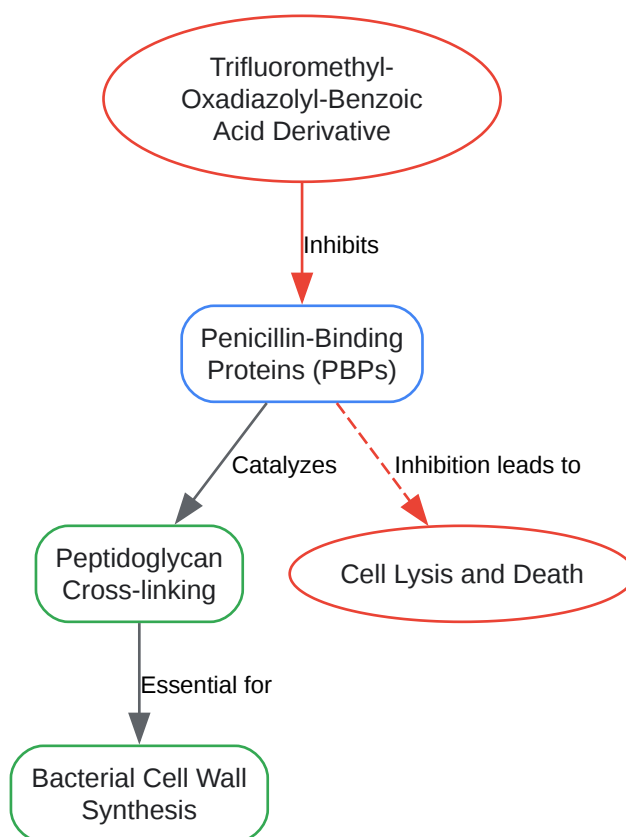 Trifluoromethyl-
Oxadiazolyl-Benzoic
Acid Derivative
Inhibits
Penicillin-Binding
Proteins (PBPs)
Catalyzes
Inhibition leads to
Peptidoglycan
Cross-linking
Cell Lysis and Death
Essential for
Bacterial Cell Wall
Synthesis